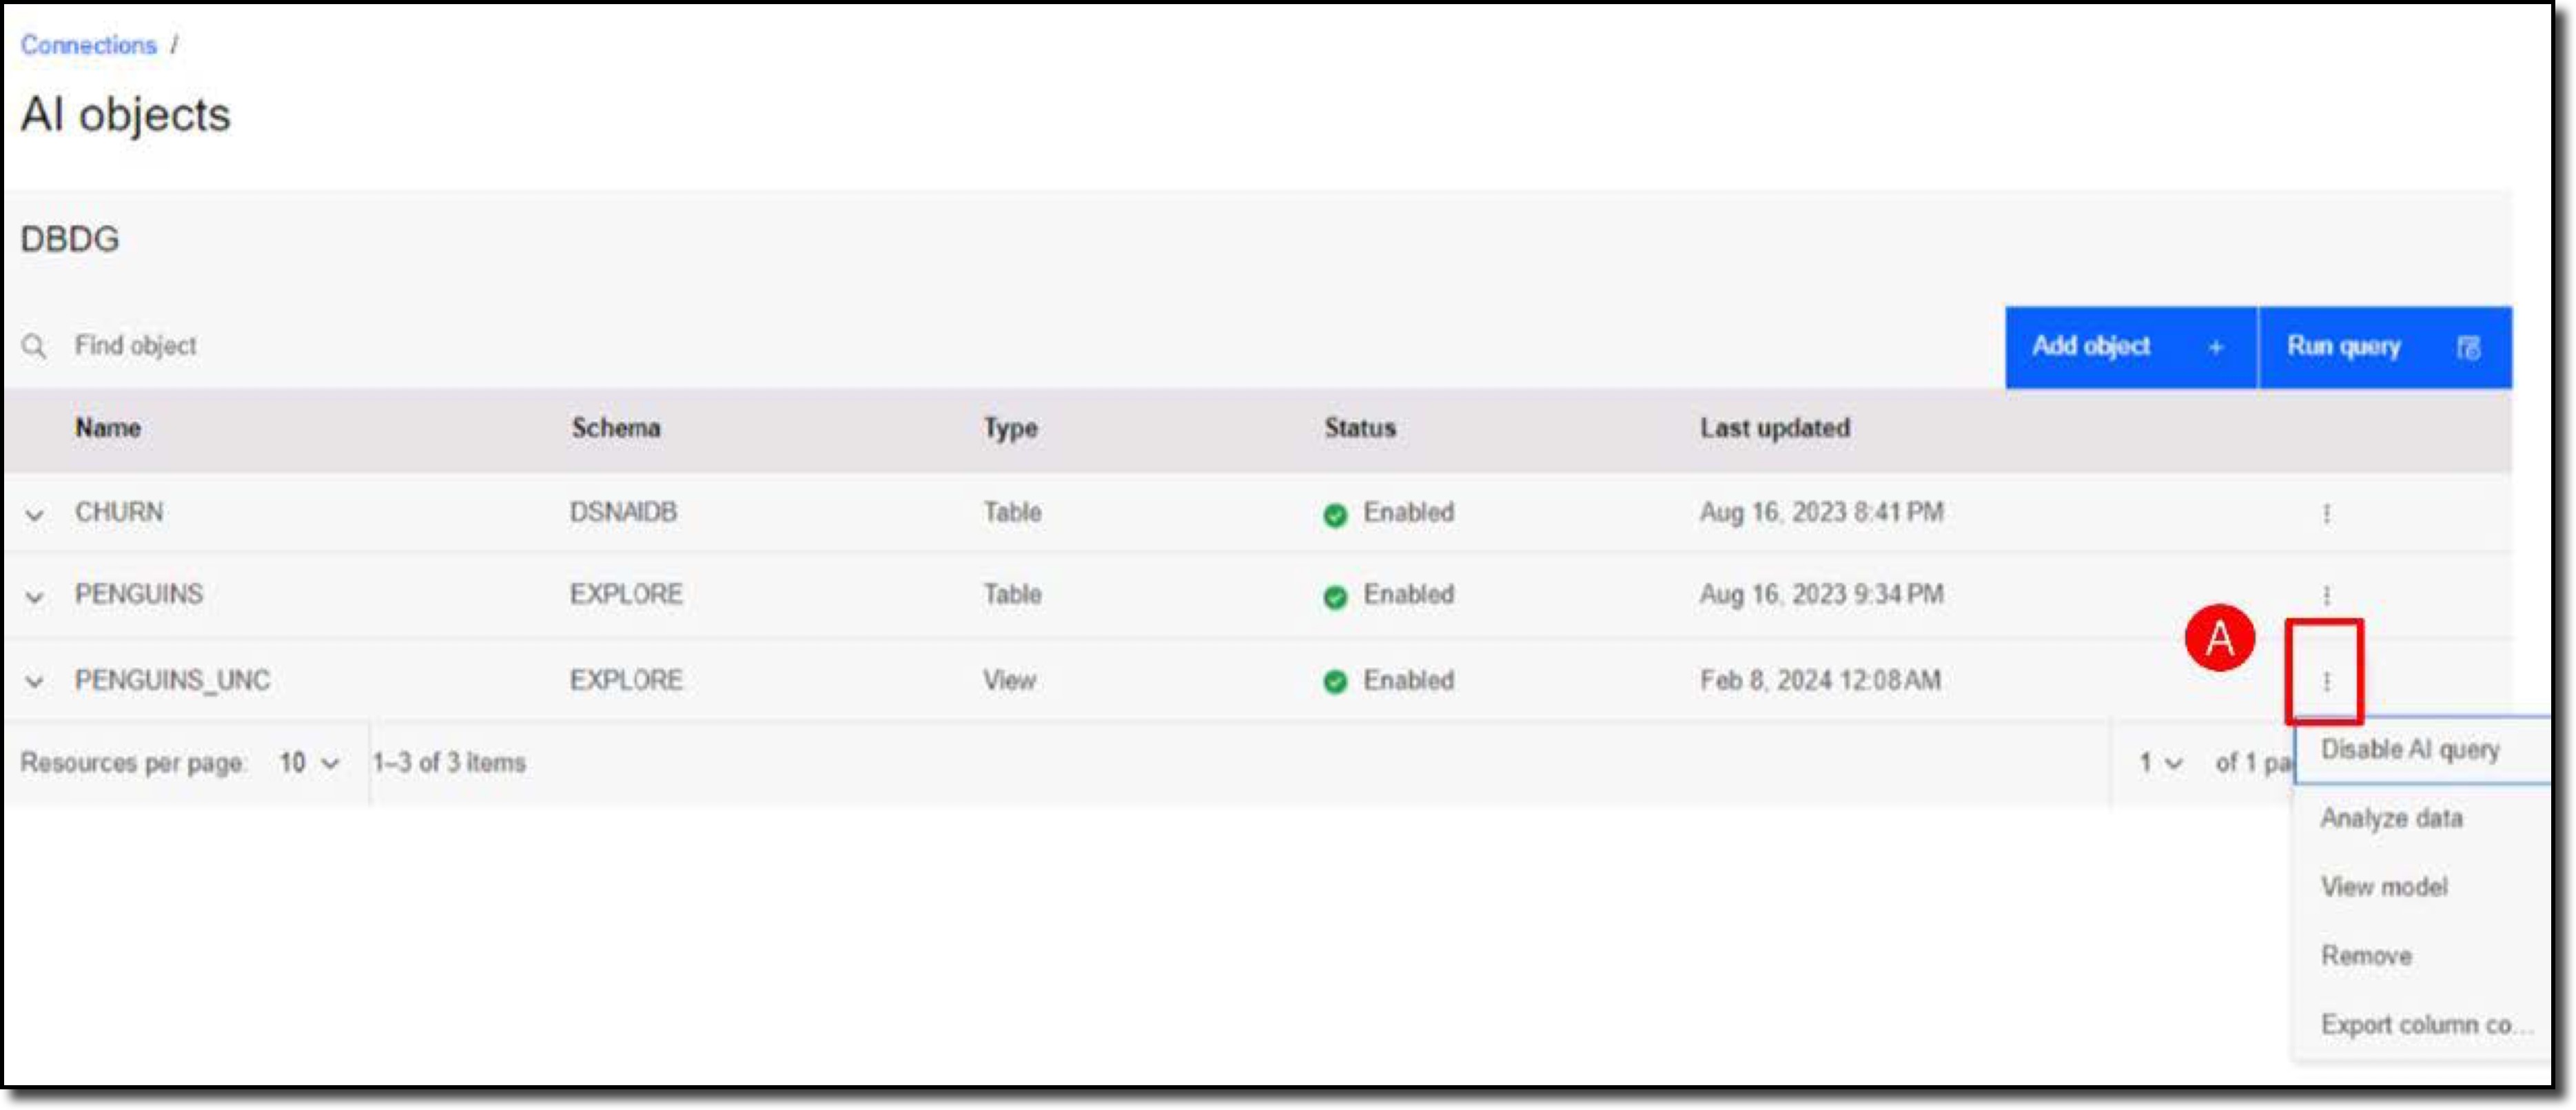 Connections /
AI objects
DBDG
Find object
Add object +
Run query
Name Schema Type Status Last updated
CHURN DSNAIDB Table Enabled Aug 16, 2023 8:41 PM
PENGUINS EXPLORE Table Enabled Aug 16, 2023 9:34 PM
A
PENGUINS_UNC EXPLORE View Enabled Feb 8, 2024 12:08 AM
Resources per page: 10 1–3 of 3 items 1 of 1 pa
Disable AI query
Analyze data
View model
Remove
Export column co...